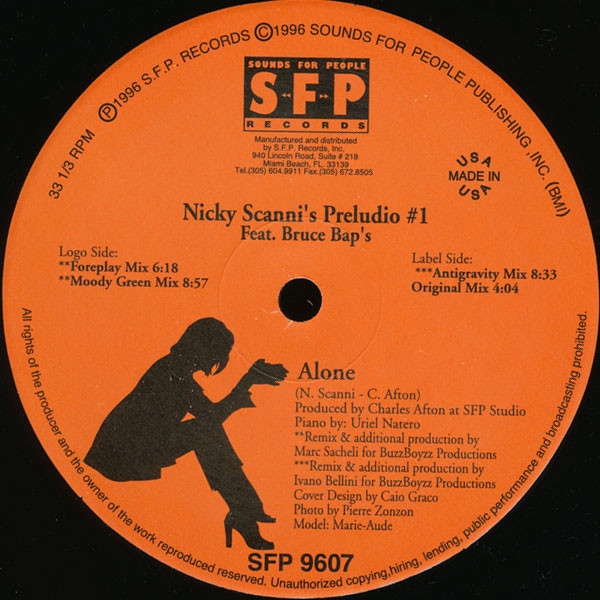 ℗1996 S.F.P. RECORDS ©1996 SOUNDS FOR PEOPLE PUBLISHING ,INC. (BMI)
33 1/3 RPM
SOUNDS FOR PEOPLE
S F P
RECORDS
Manufactured and distributed
by S.F.P. Records, Inc.
940 Lincoln Road, Suite # 218
Miami Beach, FL. 33139
Tel.(305) 604.9911 Fax.(305) 672.8505
USA
MADE IN
USA
Nicky Scanni's Preludio #1
Feat. Bruce Bap's
Logo Side:
**Foreplay Mix 6:18
**Moody Green Mix 8:57
Label Side:
***Antigravity Mix 8:33
Original Mix 4:04
Alone
(N. Scanni - C. Afton)
Produced by Charles Afton at SFP Studio
Piano by: Uriel Natero
**Remix & additional production by
Marc Sacheli for BuzzBoyzz Productions
***Remix & additional production by
Ivano Bellini for BuzzBoyzz Productions
Cover Design by Caio Graco
Photo by Pierre Zonzon
Model: Marie-Aude
SFP 9607
All rights of the producer and the owner of the work reproduced reserved. Unauthorized copying,hiring, lending, public performance and broadcasting prohibited.